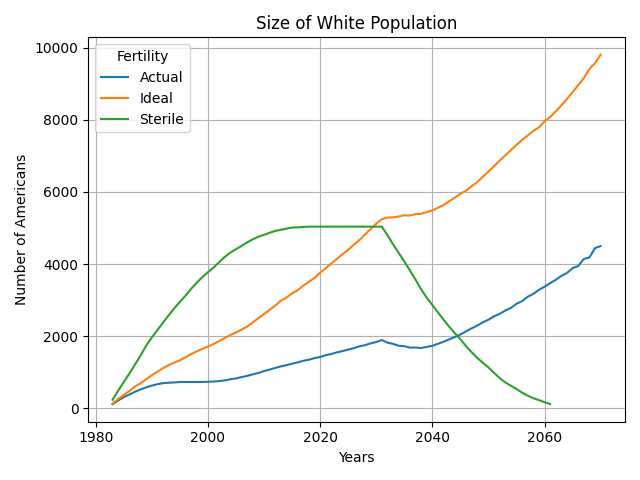 Size of White Population
Number of Americans
10000
8000
6000
4000
2000
0
Fertility
Actual
Ideal
Sterile
1980
2000
2020
2040
2060
Years